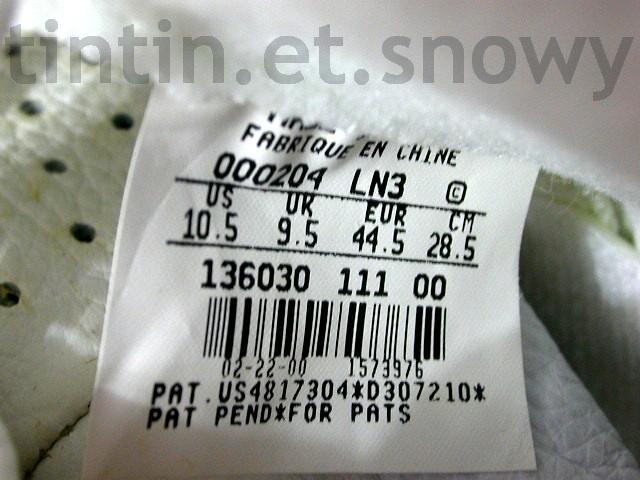 tintin.et.snowy
FABRIQUE EN CHINE
000204 LN3 ©
US UK EUR CM
10.5 9.5 44.5 28.5
136030 111 00
02-22-00 1573976
PAT.US4817304*D307210*
PAT PEND*FOR PATS